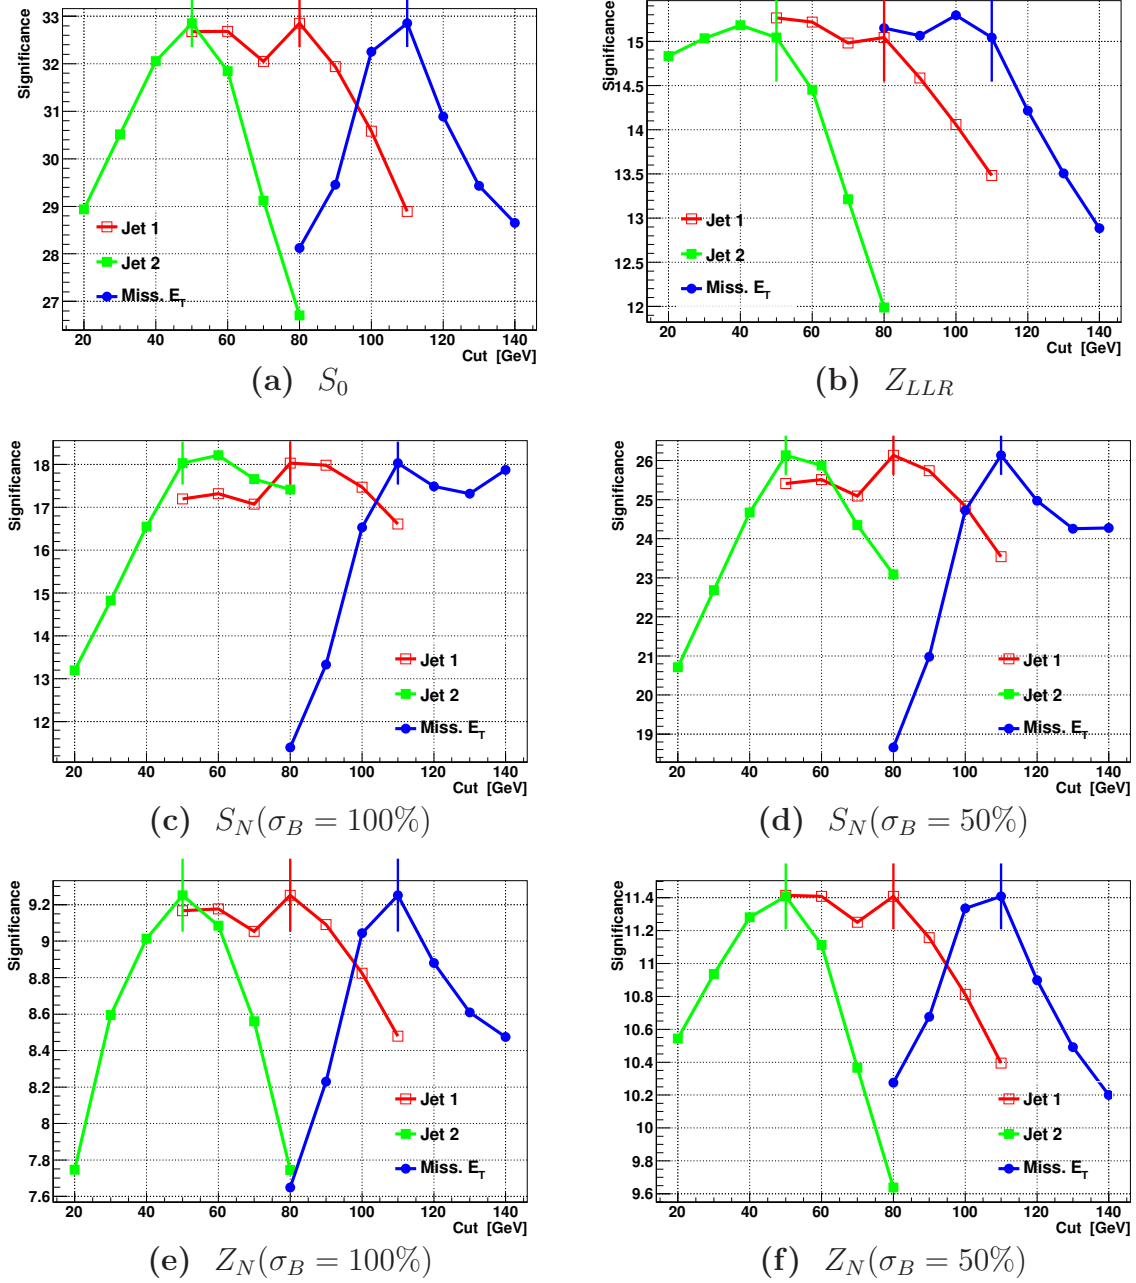 Significance
33
32
31
30
29
28
27
Jet 1
Jet 2
Miss. E_T
20 40 60 80 100 120 140
Cut [GeV]
(a) S_0
Significance
15
14.5
14
13.5
13
12.5
12
Jet 1
Jet 2
Miss. E_T
20 40 60 80 100 120 140
Cut [GeV]
(b) Z_{LLR}
Significance
18
17
16
15
14
13
12
Jet 1
Jet 2
Miss. E_T
20 40 60 80 100 120 140
Cut [GeV]
(c) S_N(σ_B = 100%)
Significance
26
25
24
23
22
21
20
19
Jet 1
Jet 2
Miss. E_T
20 40 60 80 100 120 140
Cut [GeV]
(d) S_N(σ_B = 50%)
Significance
9.2
9
8.8
8.6
8.4
8.2
8
7.8
7.6
Jet 1
Jet 2
Miss. E_T
20 40 60 80 100 120 140
Cut [GeV]
(e) Z_N(σ_B = 100%)
Significance
11.4
11.2
11
10.8
10.6
10.4
10.2
10
9.8
9.6
Jet 1
Jet 2
Miss. E_T
20 40 60 80 100 120 140
Cut [GeV]
(f) Z_N(σ_B = 50%)